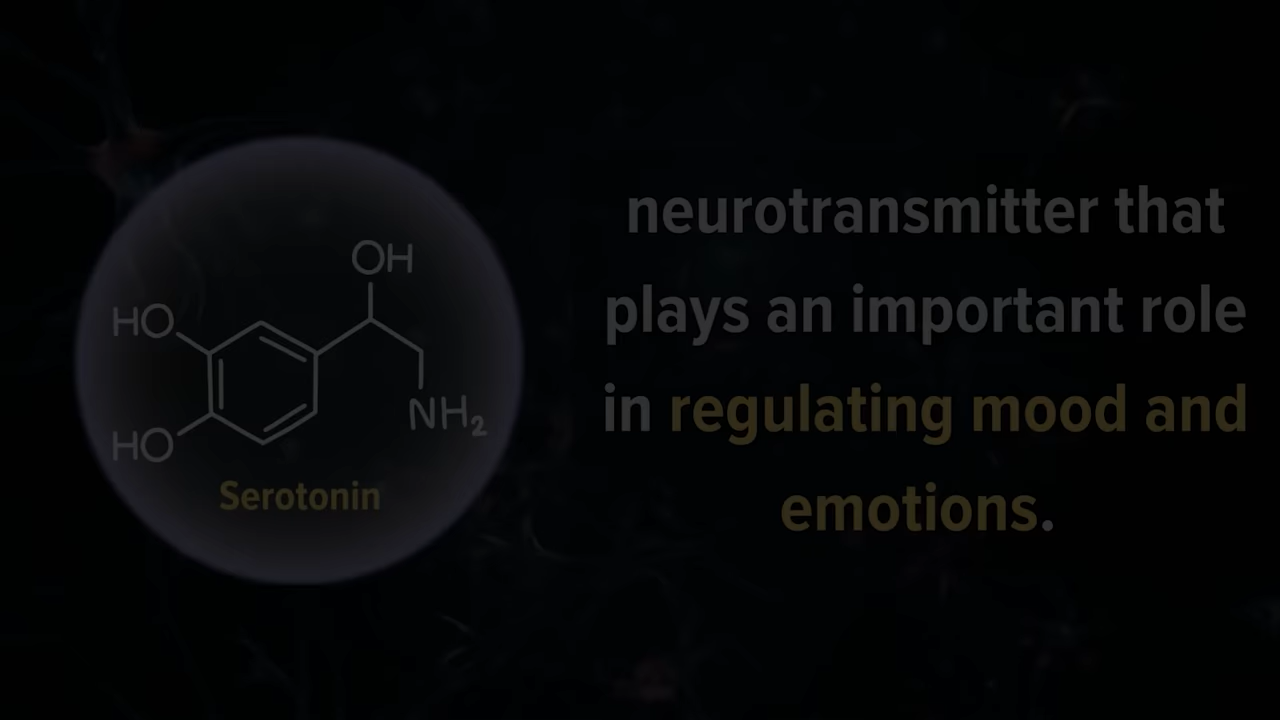 OH
HO
HO
NH₂
Serotonin
neurotransmitter that
plays an important role
in regulating mood and
emotions.